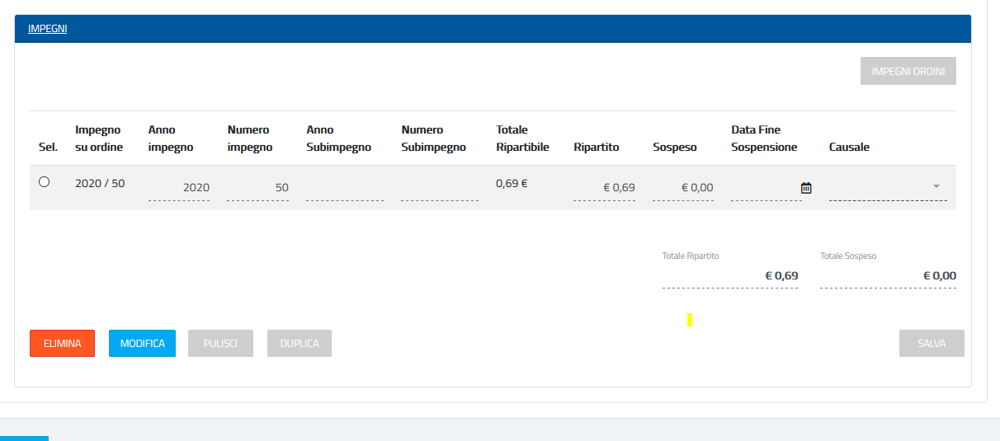 IMPEGNI
IMPEGNI ORDINI
Sel. Impegno su ordine Anno impegno Numero impegno Anno Subimpegno Numero Subimpegno Totale Ripartibile Ripartito Sospeso Data Fine Sospensione Causale
2020 / 50 2020 50 0,69 € € 0,69 € 0,00
Totale Ripartito Totale Sospeso
€ 0,69 € 0,00
ELIMINA MODIFICA PULISCI DUPLICA SALVA